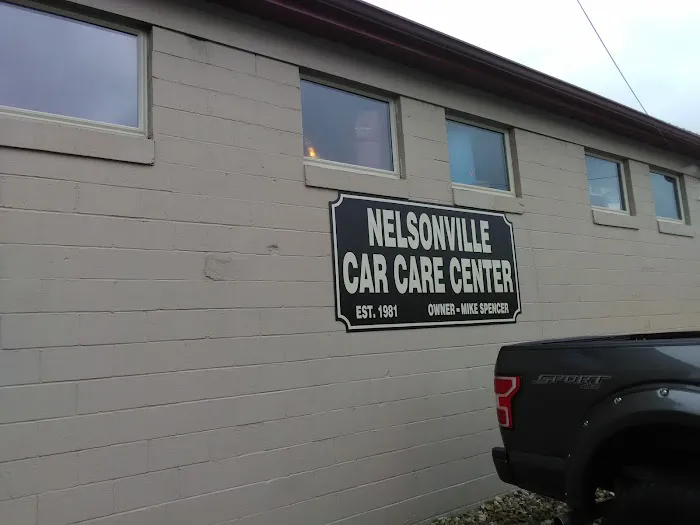 NELSONVILLE
CAR CARE CENTER
EST. 1981 OWNER - MIKE SPENCER
SPORT